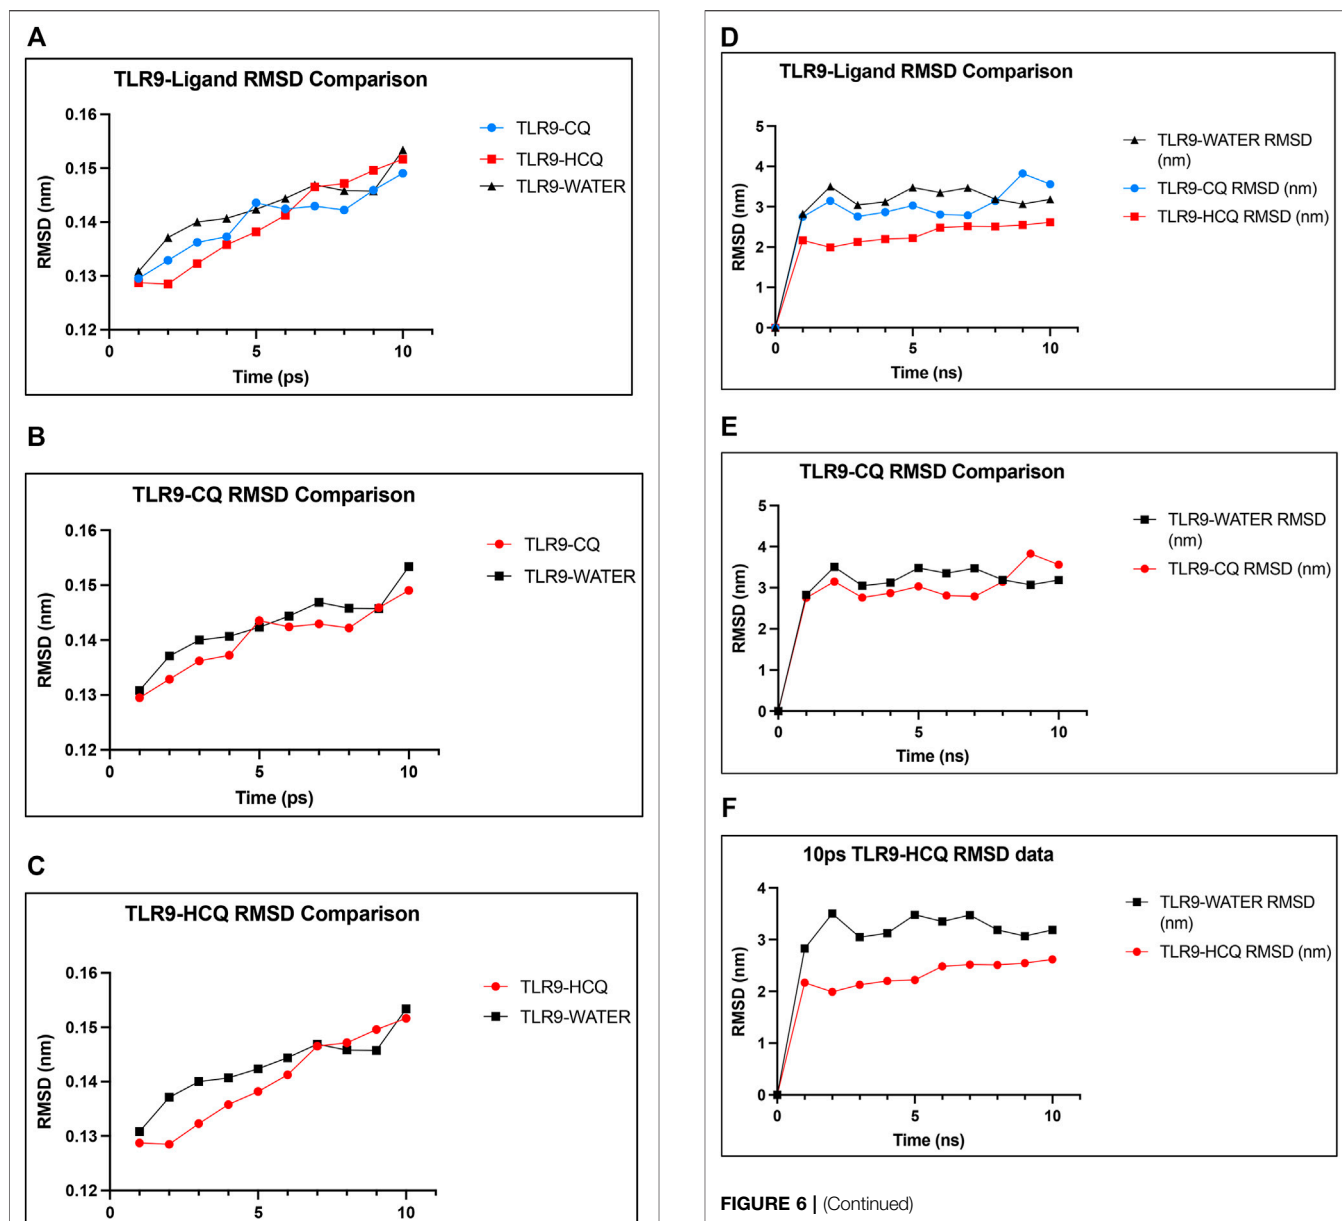 A
TLR9-Ligand RMSD Comparison
0.16
0.15
0.14
0.13
0.12
RMSD (nm)
0
5
10
Time (ps)
TLR9-CQ
TLR9-HCQ
TLR9-WATER
B
TLR9-CQ RMSD Comparison
0.16
0.15
0.14
0.13
0.12
RMSD (nm)
0
5
10
Time (ps)
TLR9-CQ
TLR9-WATER
C
TLR9-HCQ RMSD Comparison
0.16
0.15
0.14
0.13
0.12
RMSD (nm)
0
5
10
TLR9-HCQ
TLR9-WATER
D
TLR9-Ligand RMSD Comparison
5
4
3
2
1
0
RMSD (nm)
0
5
10
Time (ns)
TLR9-WATER RMSD
(nm)
TLR9-CQ RMSD (nm)
TLR9-HCQ RMSD (nm)
E
TLR9-CQ RMSD Comparison
5
4
3
2
1
0
RMSD (nm)
0
5
10
Time (ns)
TLR9-WATER RMSD
(nm)
TLR9-CQ RMSD (nm)
F
10ps TLR9-HCQ RMSD data
4
3
2
1
0
RMSD (nm)
0
5
10
Time (ns)
TLR9-WATER RMSD
(nm)
TLR9-HCQ RMSD (nm)
FIGURE 6 | (Continued)